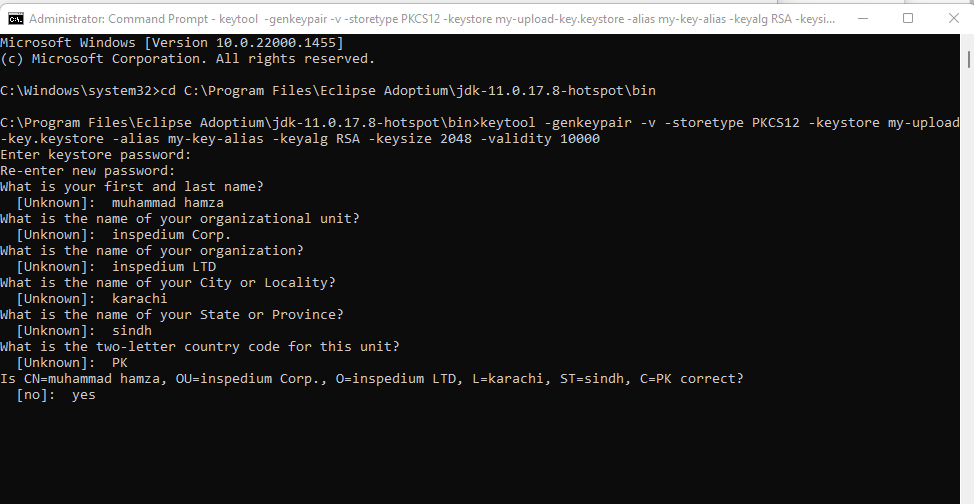 Administrator: Command Prompt - keytool -genkeypair -v -storetype PKCS12 -keystore my-upload-key.keystore -alias my-key-alias -keyalg RSA -keysi...
Microsoft Windows [Version 10.0.22000.1455]
(c) Microsoft Corporation. All rights reserved.
C:\Windows\system32>cd C:\Program Files\Eclipse Adoptium\jdk-11.0.17.8-hotspot\bin
C:\Program Files\Eclipse Adoptium\jdk-11.0.17.8-hotspot\bin>keytool -genkeypair -v -storetype PKCS12 -keystore my-upload
-key.keystore -alias my-key-alias -keyalg RSA -keysize 2048 -validity 10000
Enter keystore password:
Re-enter new password:
What is your first and last name?
  [Unknown]:  muhammad hamza
What is the name of your organizational unit?
  [Unknown]:  inspedium Corp.
What is the name of your organization?
  [Unknown]:  inspedium LTD
What is the name of your City or Locality?
  [Unknown]:  karachi
What is the name of your State or Province?
  [Unknown]:  sindh
What is the two-letter country code for this unit?
  [Unknown]:  PK
Is CN=muhammad hamza, OU=inspedium Corp., O=inspedium LTD, L=karachi, ST=sindh, C=PK correct?
  [no]:  yes